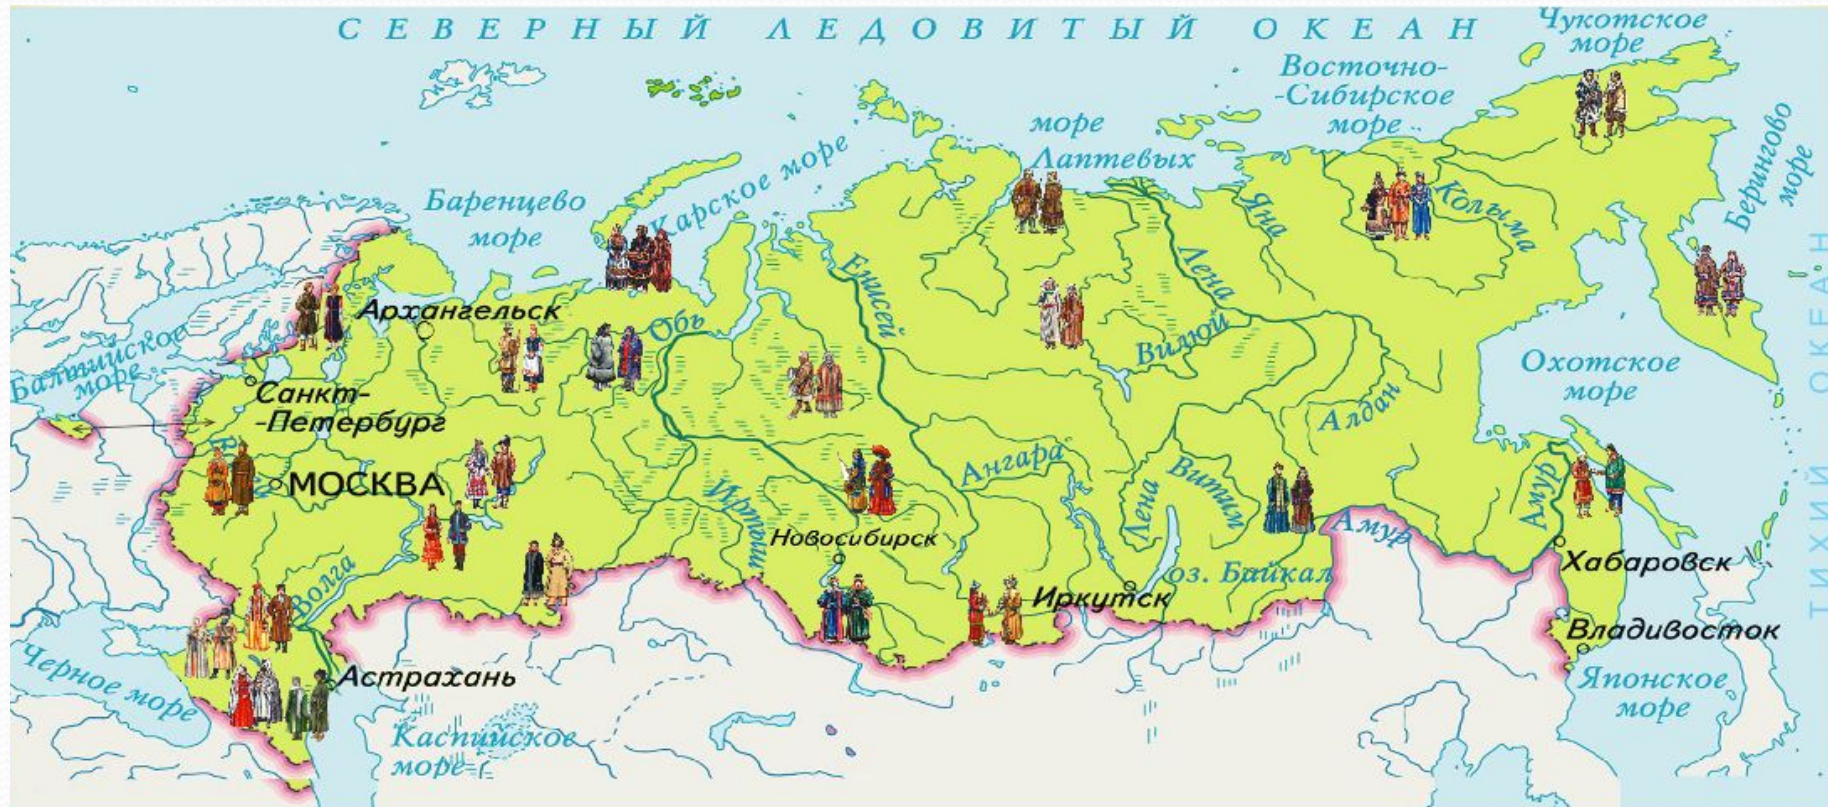 СЕВЕРНЫЙ ЛЕДОВИТЫЙ ОКЕАН
Чукотское
море
Восточно-
-Сибирское
море
море
Лаптевых
Карское море
Баренцево
море
Берингово
море
Колыма
Яна
Лена
Енисей
Архангельск
Обь
Вилюй
Балтийское
море
Санкт-
-Петербург
Охотское
море
Алдан
ТИХИЙ ОКЕАН
МОСКВА
Ангара
Витим
Лена
Иртыш
Амур
Амур
Новосибирск
Хабаровск
Волга
оз. Байкал
Иркутск
Владивосток
Черное море
Астрахань
Японское
море
Каспийское
море